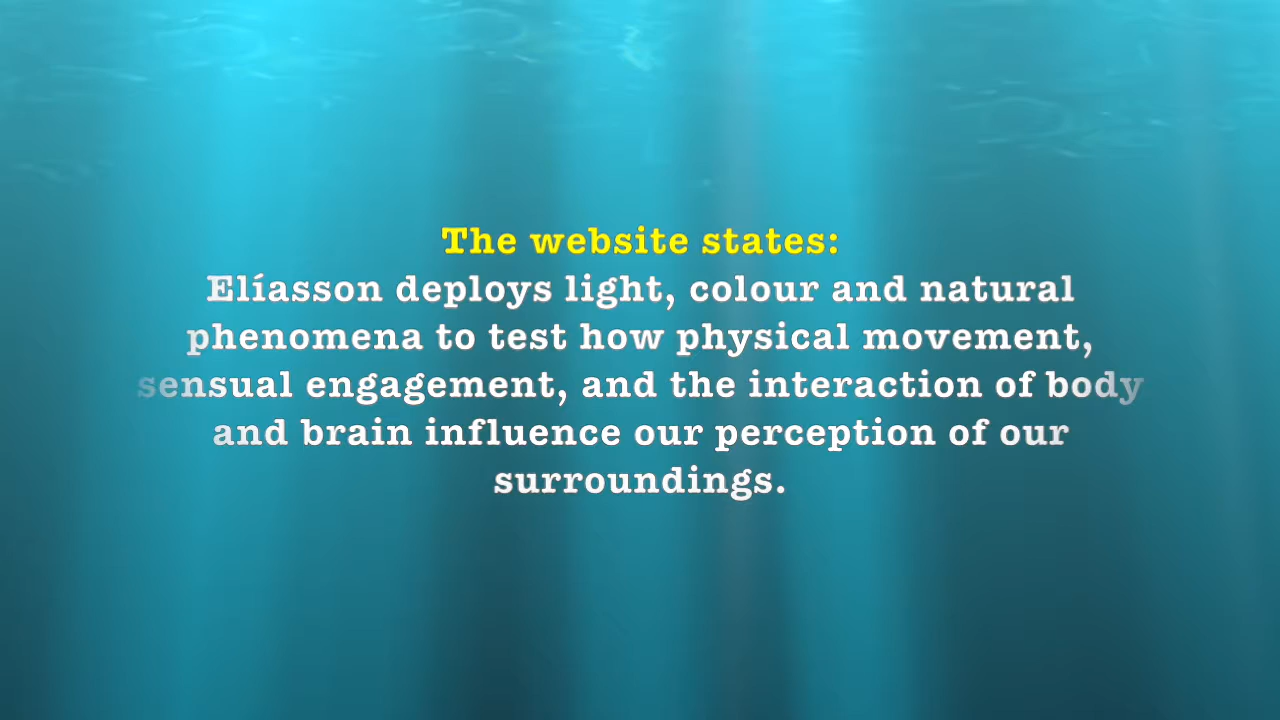 The website states:
Elíasson deploys light, colour and natural
phenomena to test how physical movement,
sensual engagement, and the interaction of body
and brain influence our perception of our
surroundings.